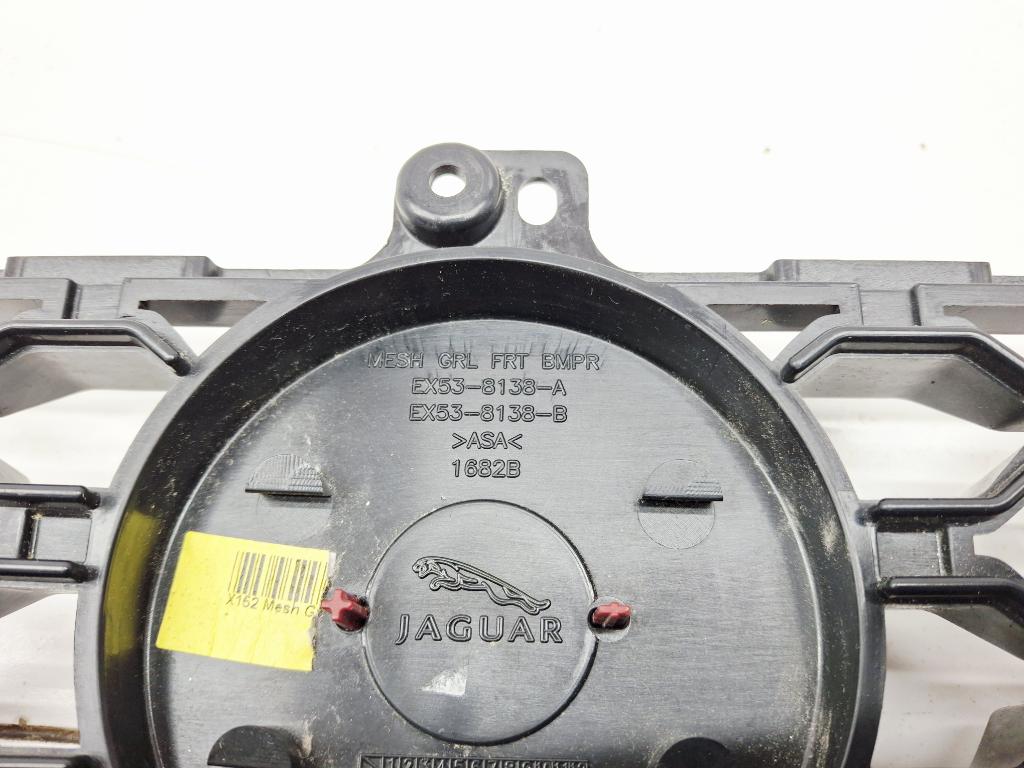 MESH GRL FRT BMPR
EX53-8138-A
EX53-8138-B
>ASA<
1682B
X152 Mesh
JAGUAR